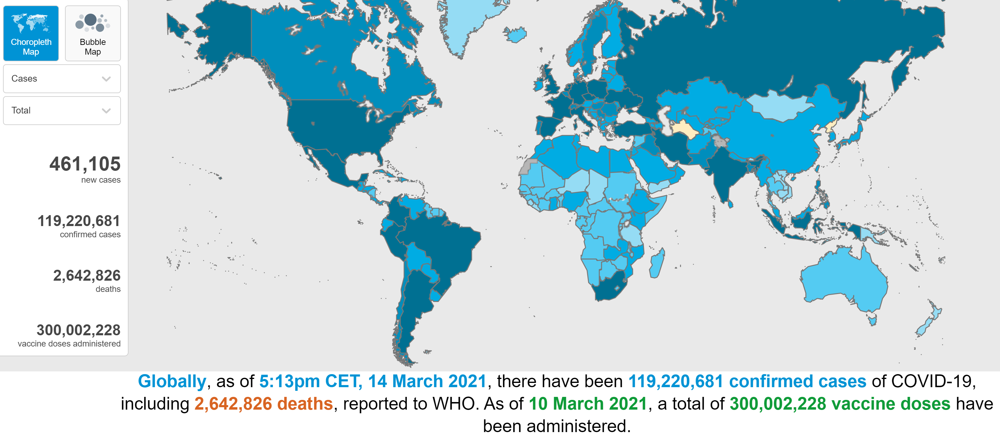 Choropleth
Map
Bubble
Map
Cases
Total
461,105
new cases
119,220,681
confirmed cases
2,642,826
deaths
300,002,228
vaccine doses administered
Globally, as of 5:13pm CET, 14 March 2021, there have been 119,220,681 confirmed cases of COVID-19,
including 2,642,826 deaths, reported to WHO. As of 10 March 2021, a total of 300,002,228 vaccine doses have
been administered.